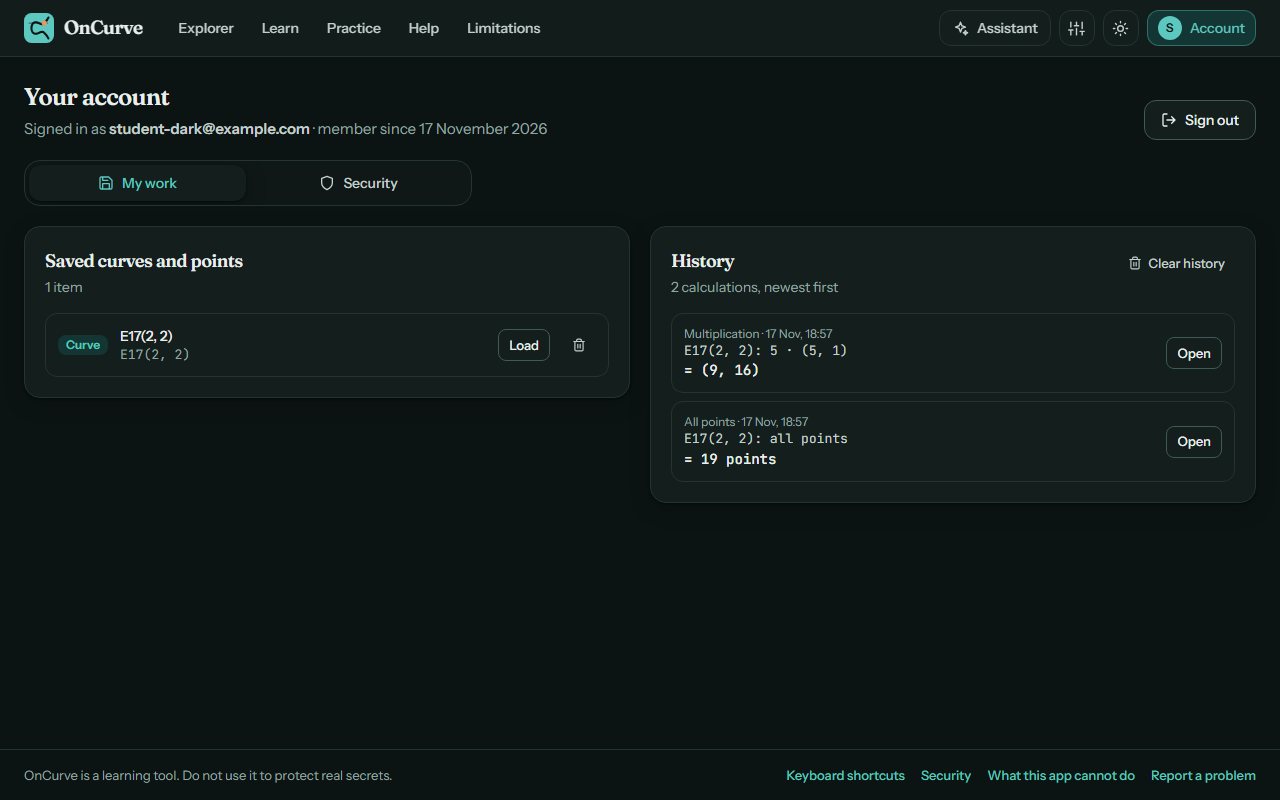 OnCurve
Explorer
Learn
Practice
Help
Limitations
Assistant
S
Account
Your account
Signed in as student-dark@example.com · member since 17 November 2026
Sign out
My work
Security
Saved curves and points
1 item
Curve
E17(2, 2)
E17(2, 2)
Load
History
2 calculations, newest first
Clear history
Multiplication · 17 Nov, 18:57
E17(2, 2): 5 · (5, 1)
= (9, 16)
Open
All points · 17 Nov, 18:57
E17(2, 2): all points
= 19 points
Open
OnCurve is a learning tool. Do not use it to protect real secrets.
Keyboard shortcuts
Security
What this app cannot do
Report a problem